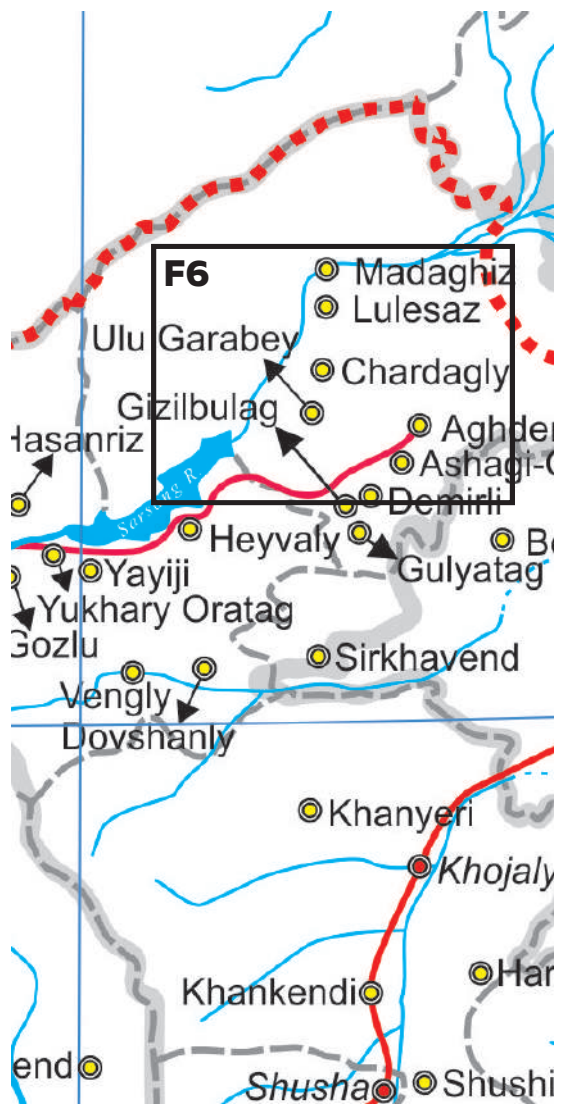 F6
Madaghiz
Lulesaz
Ulu Garabey
Chardagly
Gizilbulag
Aghder
Hasanriz
Ashagi-
Sarsang R.
Demirli
Heyvaly
Gulyatag
Yayiji
Yukhary Oratag
Gozlu
Sirkhavend
Vengly
Dovshanly
Khanyeri
Khojaly
Khankendi
Har
end
Shusha
Shushi